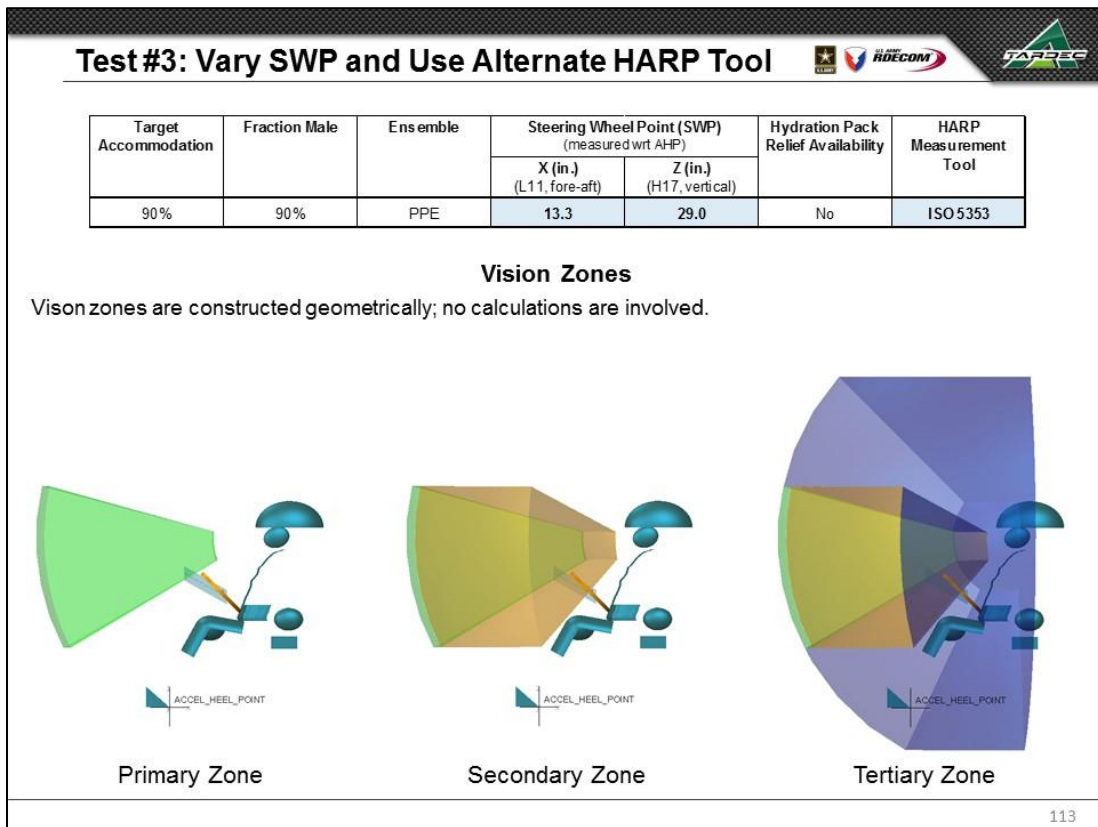 Test #3: Vary SWP and Use Alternate HARP Tool
U.S. ARMY
U.S. ARMY
RDECOM
TARDEC
Target Accommodation
Fraction Male
Ensemble
Steering Wheel Point (SWP)
(measured wrt AHP)
Hydration Pack Relief Availability
HARP Measurement Tool
X (in.)
(L11, fore-aft)
Z (in.)
(H17, vertical)
90%
90%
PPE
13.3
29.0
No
ISO 5353
Vision Zones
Vison zones are constructed geometrically; no calculations are involved.
ACCEL_HEEL_POINT
ACCEL_HEEL_POINT
ACCEL_HEEL_POINT
Primary Zone
Secondary Zone
Tertiary Zone
113